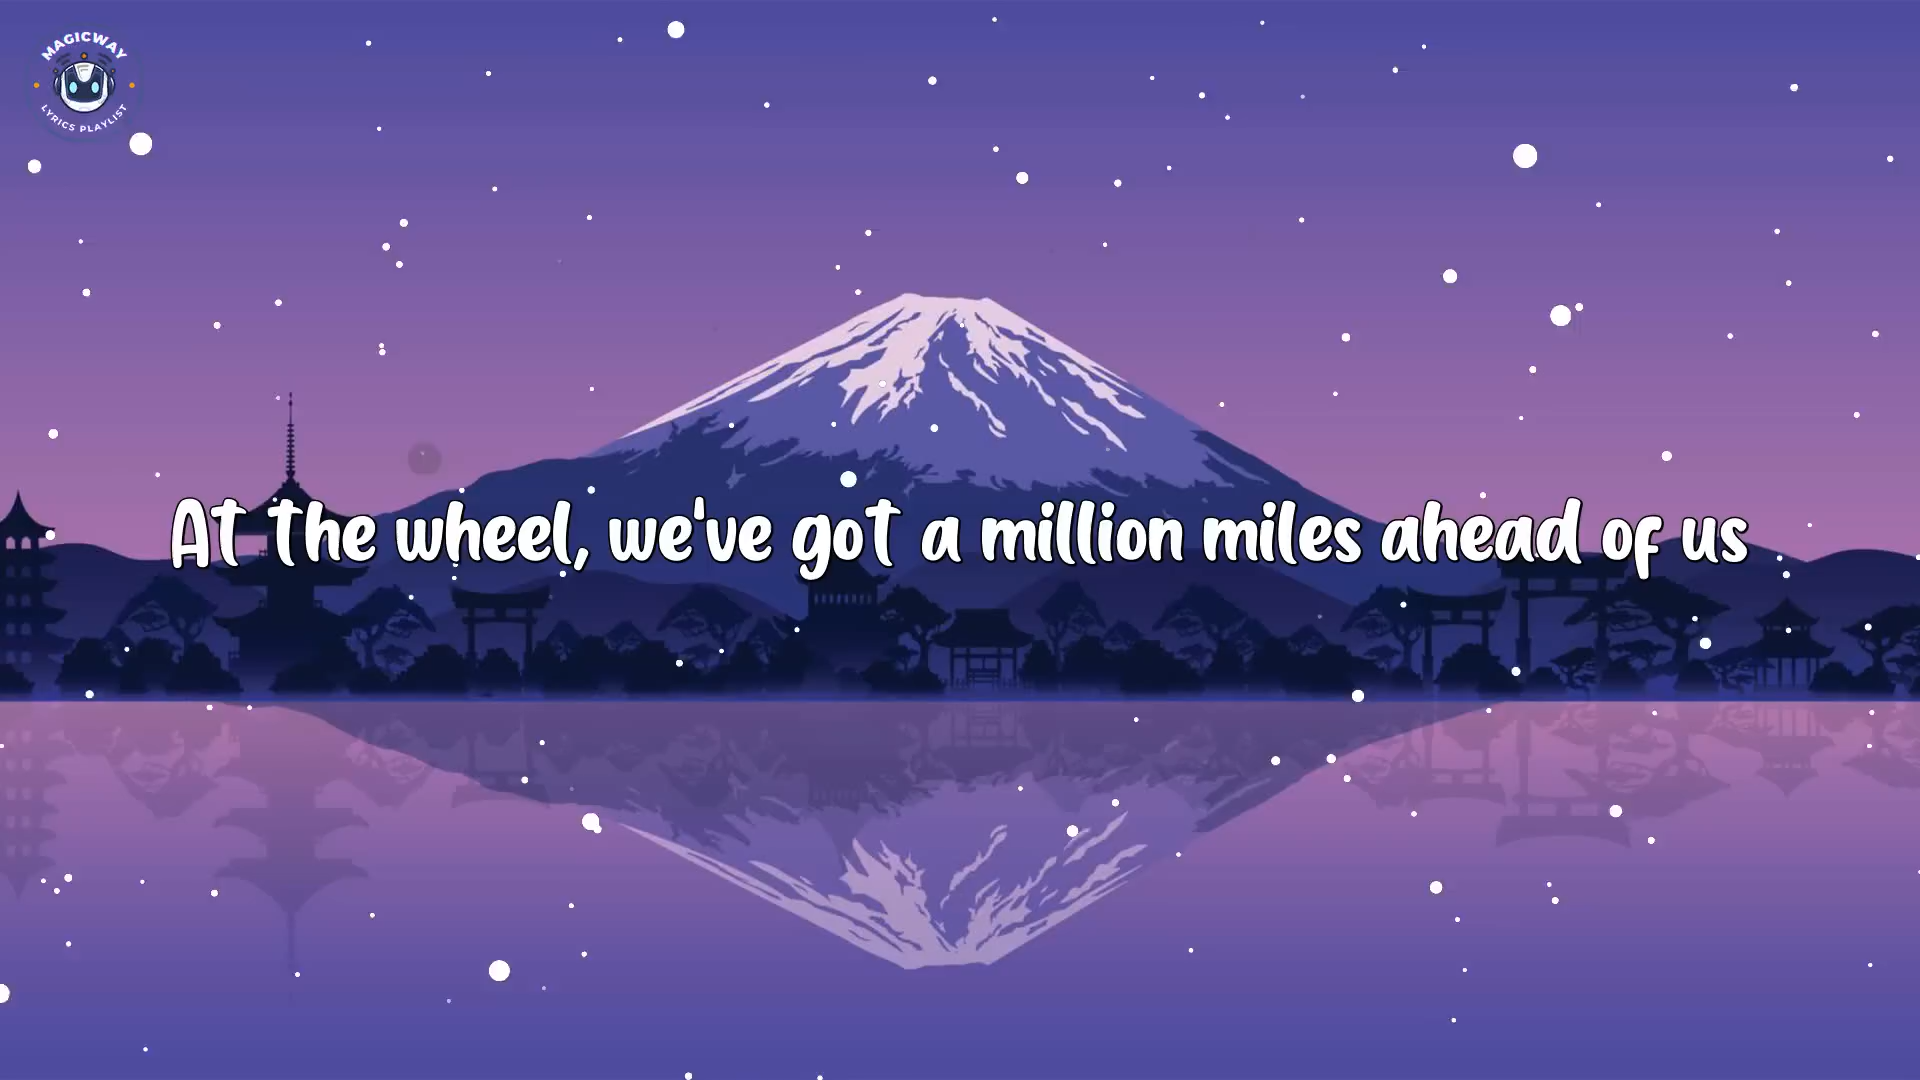 MAGICWAY
LYRICS PLAYLIST
At the wheel, we've got a million miles ahead of us